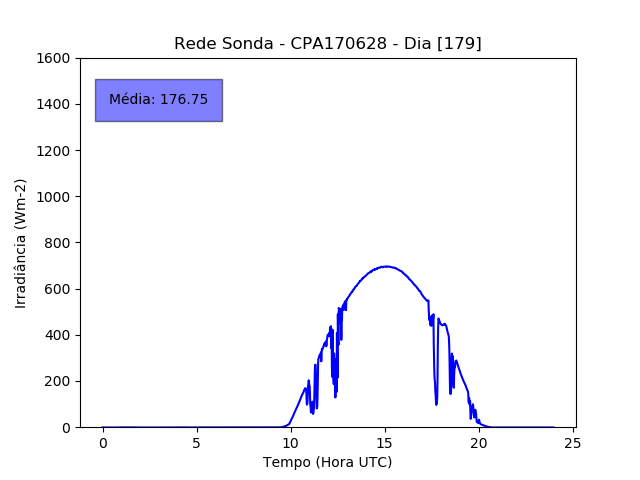 Rede Sonda - CPA170628 - Dia [179]
1600
1400
1200
1000
800
600
400
200
0
Irradiância (Wm-2)
Média: 176.75
0 5 10 15 20 25
Tempo (Hora UTC)